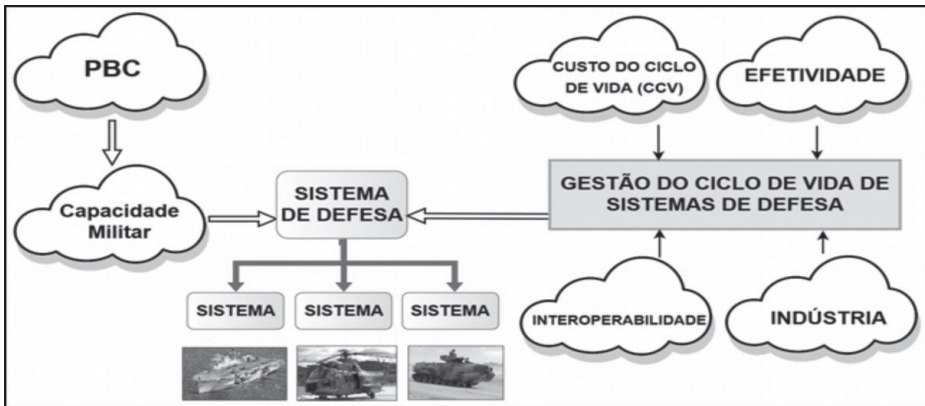 PBC
Capacidade
Militar
SISTEMA
DE DEFESA
SISTEMA
SISTEMA
SISTEMA
CUSTO DO CICLO
DE VIDA (CCV)
EFETIVIDADE
GESTÃO DO CICLO DE VIDA DE
SISTEMAS DE DEFESA
INTEROPERABILIDADE
INDÚSTRIA